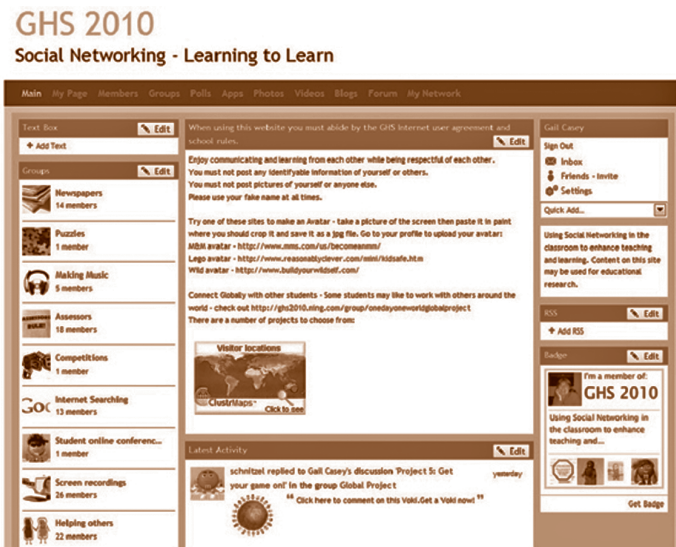 GHS 2010
Social Networking - Learning to Learn
Main My Page Members Groups Polls Apps Photos Videos Blogs Forum My Network
Text Box
Edit
+ Add Text
Groups
Edit
Newspapers
14 members
Puzzles
1 member
Making Music
5 members
Assessors
18 members
Competitions
1 member
Goo
Internet Searching
13 members
Student online conferenc...
1 member
Screen recordings
26 members
Helping others
22 members
When using this website you must abide by the GHS internet user agreement and
school rules.
Edit
Enjoy communicating and learning from each other while being respectful of each other.
You must not post any identifyable information of yourself or others.
You must not post pictures of yourself or anyone else.
Please use your fake name at all times.
Try one of these sites to make an Avatar - take a picture of the screen then paste it in paint
where you should crop it and save it as a jpg file. Go to your profile to upload your avatar:
M&M avatar - http://www.mms.com/us/becomeanmm/
Lego avatar - http://www.reasonablyclever.com/mini/kidsafe.htm
Wild avatar - http://www.buildyourwildself.com/
Connect Globally with other students - Some students may like to work with others around the
world - check out http://ghs2010.ning.com/group/onedayoneworldglobalproject
There are a number of projects to choose from:
Visitor locations
ClustrMaps™
Click to see
Latest Activity
Edit
schnitzel replied to Gail Casey's discussion 'Project 5: Get
your game on!' in the group Global Project
yesterday
“ Click here to comment on this Voki.Get a Voki now! ”
Gail Casey
Sign Out
Inbox
Friends - Invite
Settings
Quick Add...
Using Social Networking in the
classroom to enhance teaching
and learning. Content on this site
may be used for educational
research.
RSS
Edit
+ Add RSS
Badge
Edit
I'm a member of:
GHS 2010
Using Social Networking in
the classroom to enhance
teaching and...
Get Badge